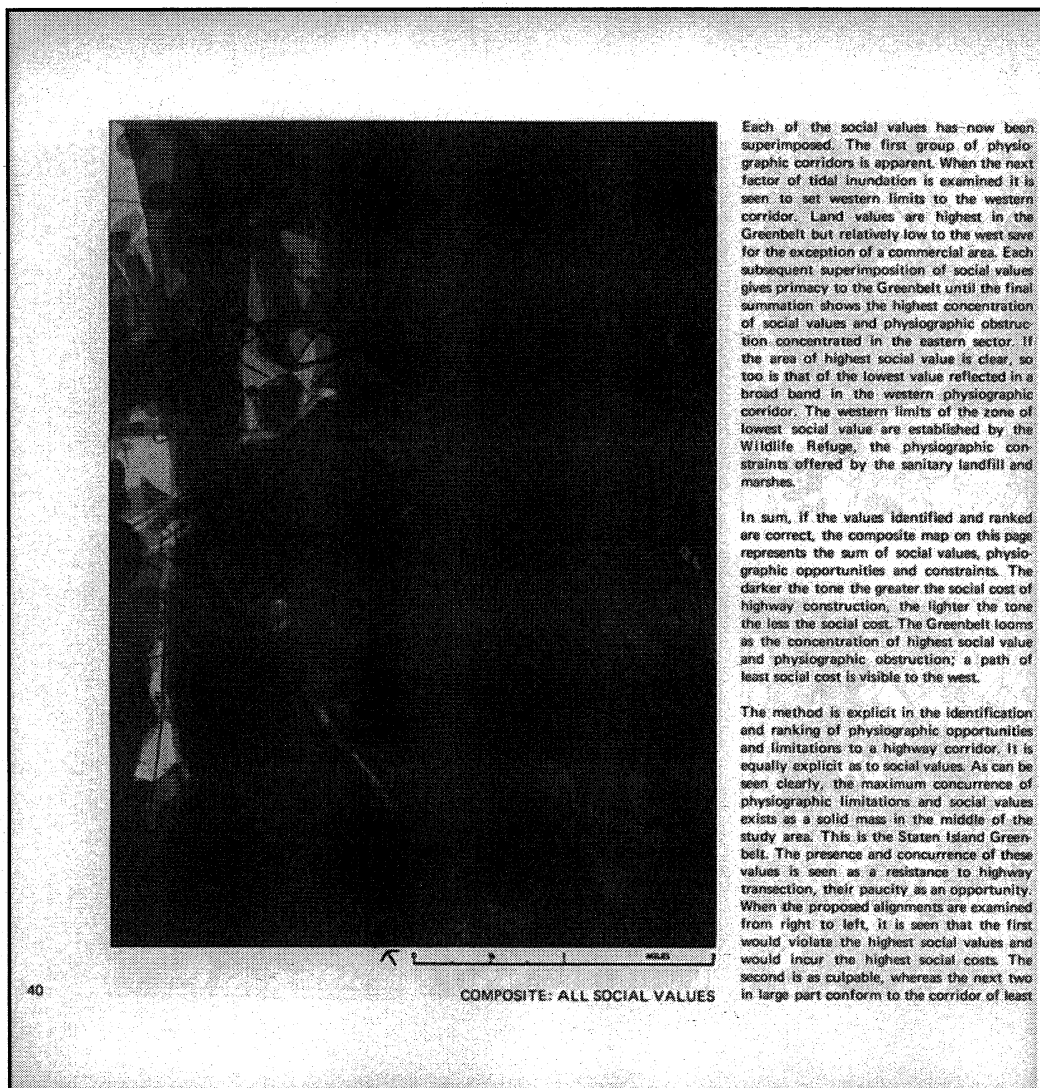 Each of the social values has now been
superimposed. The first group of physio-
graphic corridors is apparent. When the next
factor of tidal inundation is examined it is
seen to set western limits to the western
corridor. Land values are highest in the
Greenbelt but relatively low to the west save
for the exception of a commercial area. Each
subsequent superimposition of social values
gives primacy to the Greenbelt until the final
summation shows the highest concentration
of social values and physiographic obstruc-
tion concentrated in the eastern sector. If
the area of highest social value is clear, so
too is that of the lowest value reflected in a
broad band in the western physiographic
corridor. The western limits of the zone of
lowest social value are established by the
Wildlife Refuge, the physiographic con-
straints offered by the sanitary landfill and
marshes.
In sum, if the values identified and ranked
are correct, the composite map on this page
represents the sum of social values, physio-
graphic opportunities and constraints. The
darker the tone the greater the social cost of
highway construction, the lighter the tone
the less the social cost. The Greenbelt looms
as the concentration of highest social value
and physiographic obstruction; a path of
least social cost is visible to the west.
The method is explicit in the identification
and ranking of physiographic opportunities
and limitations to a highway corridor. It is
equally explicit as to social values. As can be
seen clearly, the maximum concurrence of
physiographic limitations and social values
exists as a solid mass in the middle of the
study area. This is the Staten Island Green-
belt. The presence and concurrence of these
values is seen as a resistance to highway
transection, their paucity as an opportunity.
When the proposed alignments are examined
from right to left, it is seen that the first
would violate the highest social values and
would incur the highest social costs. The
second is as culpable, whereas the next two
in large part conform to the corridor of least
MILES
COMPOSITE: ALL SOCIAL VALUES
40